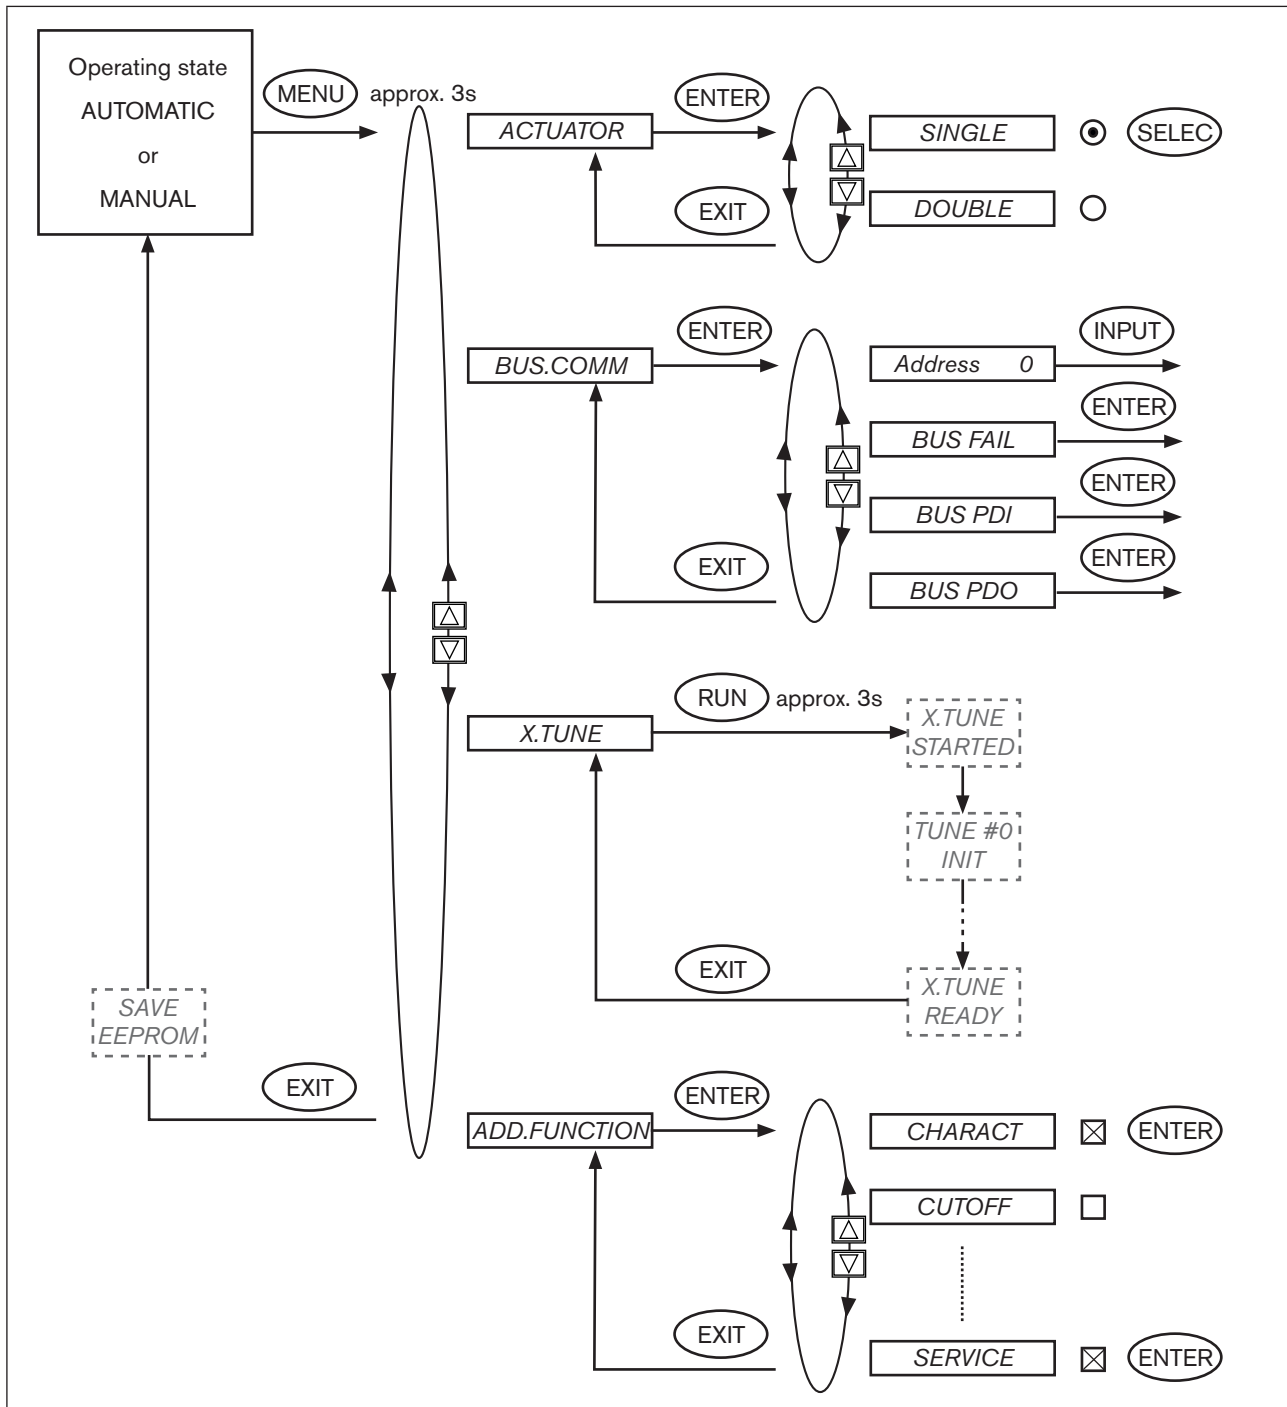 Operating state
AUTOMATIC
or
MANUAL
MENU approx. 3s
ACTUATOR
ENTER
EXIT
SINGLE
SELEC
DOUBLE
BUS.COMM
ENTER
EXIT
Address 0
INPUT
BUS FAIL
ENTER
BUS PDI
ENTER
BUS PDO
ENTER
X.TUNE
RUN approx. 3s
X.TUNE
STARTED
TUNE #0
INIT
X.TUNE
READY
EXIT
SAVE
EEPROM
EXIT
ADD.FUNCTION
ENTER
EXIT
CHARACT
ENTER
CUTOFF
SERVICE
ENTER